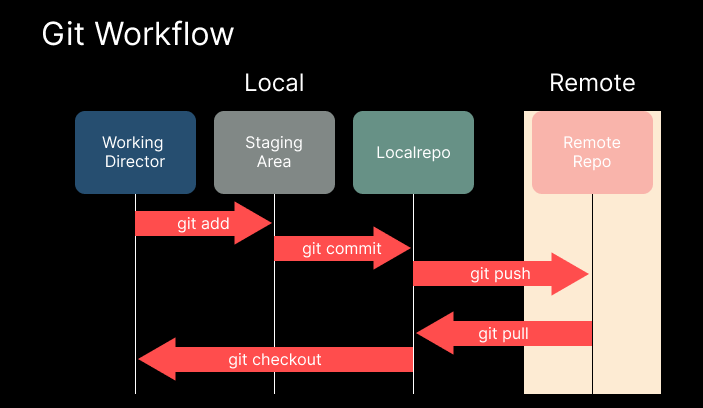 Git Workflow
Local
Remote
Working
Director
Staging
Area
Localrepo
Remote
Repo
git add
git commit
git push
git pull
git checkout